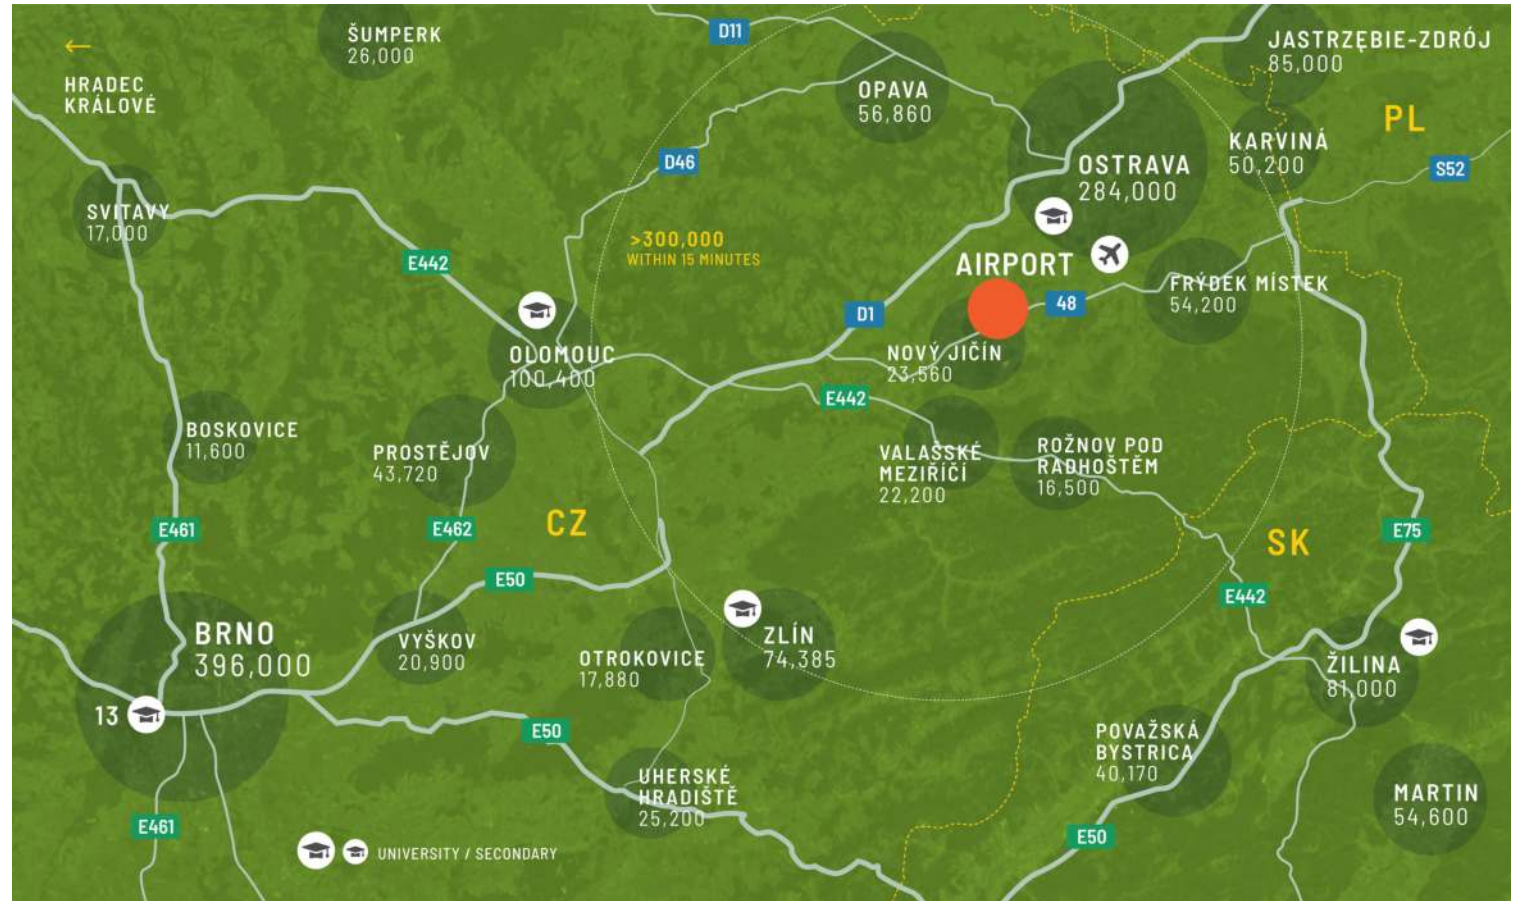 ŠUMPERK
26,000
D11
JASTRZĘBIE-ZDRÓJ
85,000
←
HRADEC
KRÁLOVÉ
OPAVA
56,860
PL
KARVINÁ
50,200
D46
OSTRAVA
284,000
S52
SVITAVY
17,000
>300,000
WITHIN 15 MINUTES
E442
AIRPORT
FRÝDEK MÍSTEK
54,200
48
D1
OLOMOUC
100,400
NOVÝ JIČÍN
23,560
E442
BOSKOVICE
11,600
PROSTĚJOV
43,720
VALAŠSKÉ
MEZIŘÍČÍ
22,200
ROŽNOV POD
RADHOŠTĚM
16,500
E461
E462
CZ
SK
E75
E50
E442
BRNO
396,000
VYŠKOV
20,900
OTROKOVICE
17,880
ZLÍN
74,385
ŽILINA
81,000
13
E50
POVAŽSKÁ
BYSTRICA
40,170
UHERSKÉ
HRADIŠTĚ
25,200
MARTIN
54,600
E461
E50
UNIVERSITY / SECONDARY